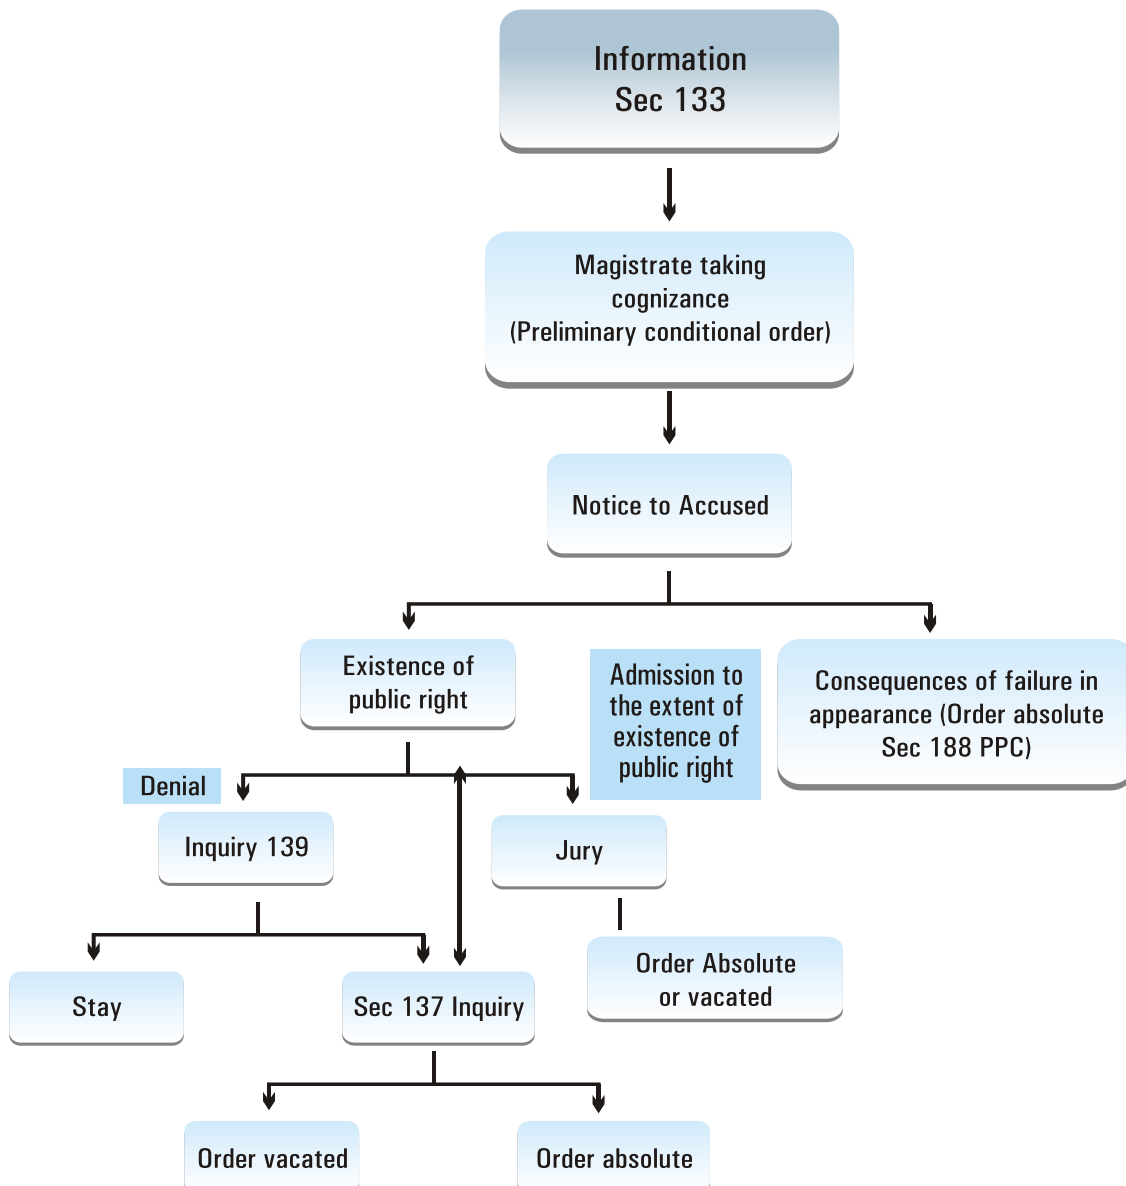 Information
Sec 133
Magistrate taking
cognizance
(Preliminary conditional order)
Notice to Accused
Existence of
public right
Admission to
the extent of
existence of
public right
Consequences of failure in
appearance (Order absolute
Sec 188 PPC)
Denial
Inquiry 139
Jury
Stay
Sec 137 Inquiry
Order Absolute
or vacated
Order vacated
Order absolute